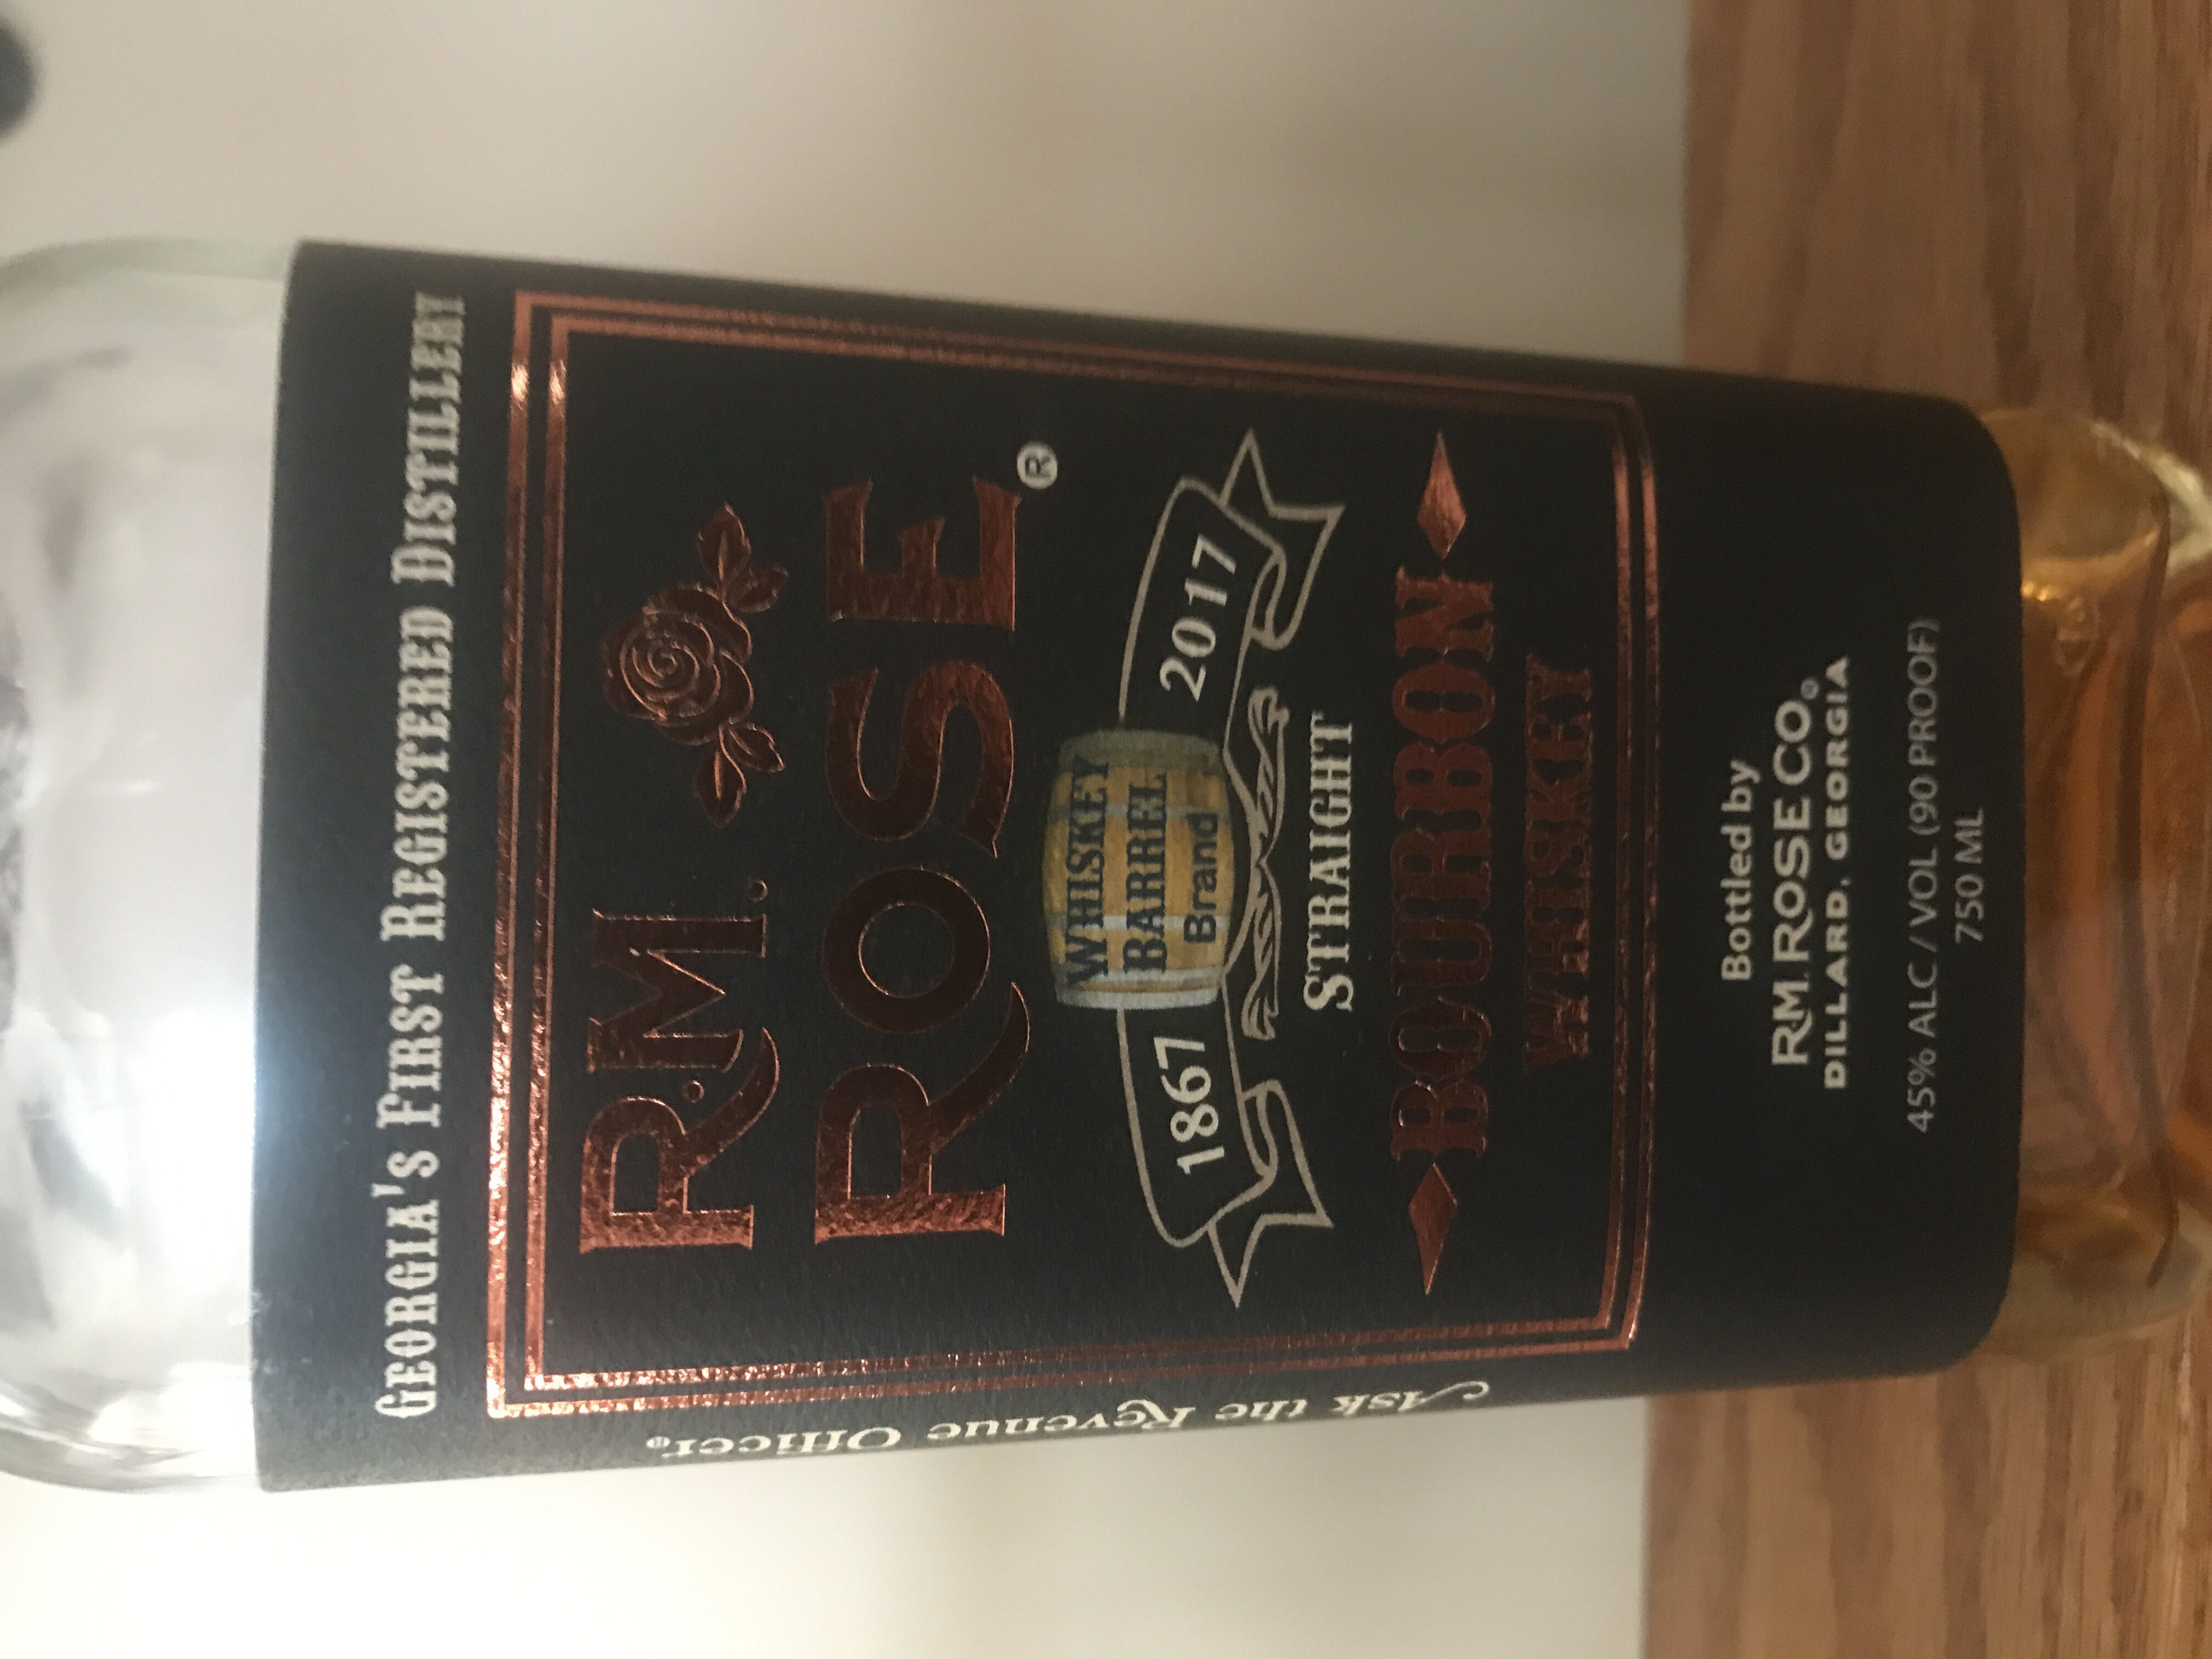 GEORGIA'S FIRST REGISTERED DISTILLERY
R.M.
ROSE®
WHISKEY
BARREL
Brand
1867 2017
STRAIGHT
BOURBON
WHISKEY
Bottled by
R.M. ROSE CO.®
DILLARD, GEORGIA
45% ALC / VOL (90 PROOF)
750 ML
Ask the Revenue Officer®